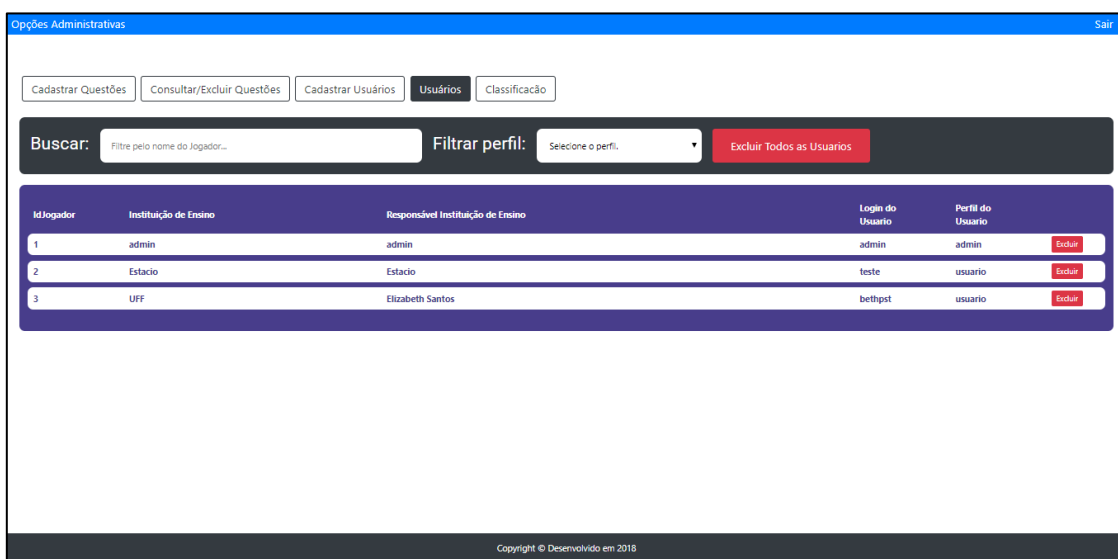 Opções Administrativas Sair
Cadastrar Questões Consultar/Excluir Questões Cadastrar Usuários Usuários Classificacão
Buscar: Filtre pelo nome do Jogador... Filtrar perfil: Selecione o perfil. Excluir Todos as Usuarios
IdJogador Instituição de Ensino Responsável Instituição de Ensino Login do Usuario Perfil do Usuario
1 admin admin admin admin Excluir
2 Estacio Estacio teste usuario Excluir
3 UFF Elizabeth Santos bethpst usuario Excluir
Copyright © Desenvolvido em 2018